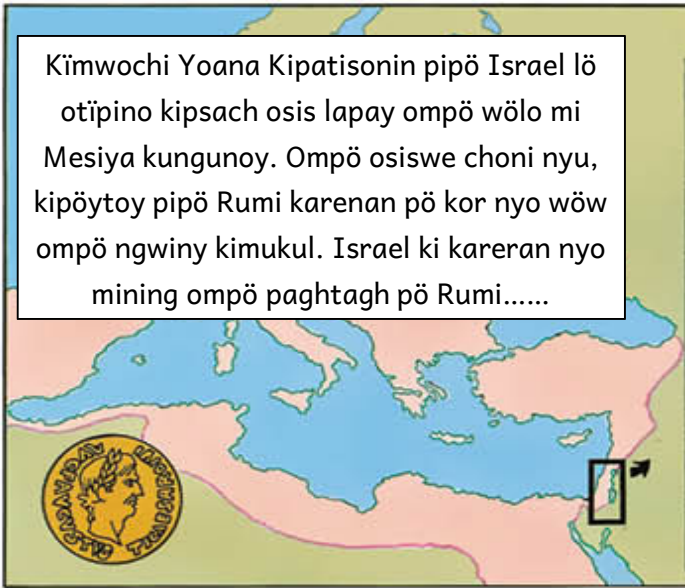 Kïmwochi Yoana Kipatisonin pipö Israel lö
otïpino kipsach osis lapay ompö wölo mi
Mesiya kungunoy. Ompö osiswe choni nyu,
kipöytoy pipö Rumi karenan pö kor nyo wöw
ompö ngwiny kimukul. Israel ki kareran nyo
mining ompö paghtagh pö Rumi......